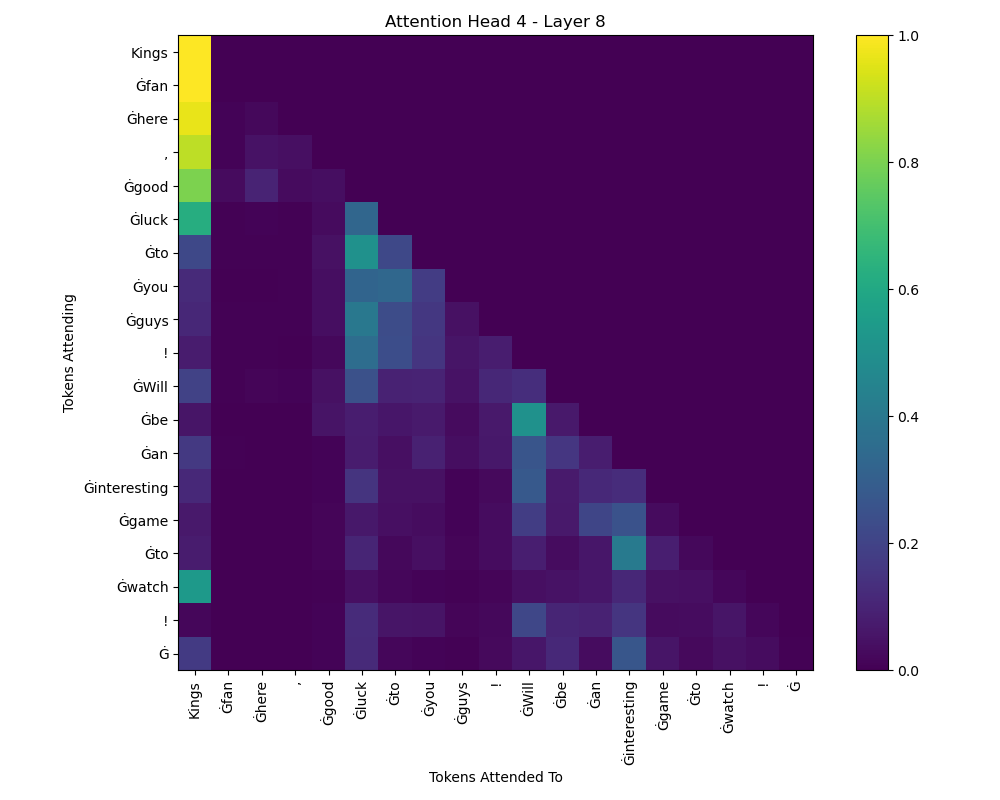 Attention Head 4 - Layer 8
Tokens Attending
Kings
Ġfan
Ġhere
,
Ġgood
Ġluck
Ġto
Ġyou
Ġguys
!
ĠWill
Ġbe
Ġan
Ġinteresting
Ġgame
Ġto
Ġwatch
!
Ġ
Kings
Ġfan
Ġhere
,
Ġgood
Ġluck
Ġto
Ġyou
Ġguys
!
ĠWill
Ġbe
Ġan
Ġinteresting
Ġgame
Ġto
Ġwatch
!
Ġ
Tokens Attended To
1.0
0.8
0.6
0.4
0.2
0.0